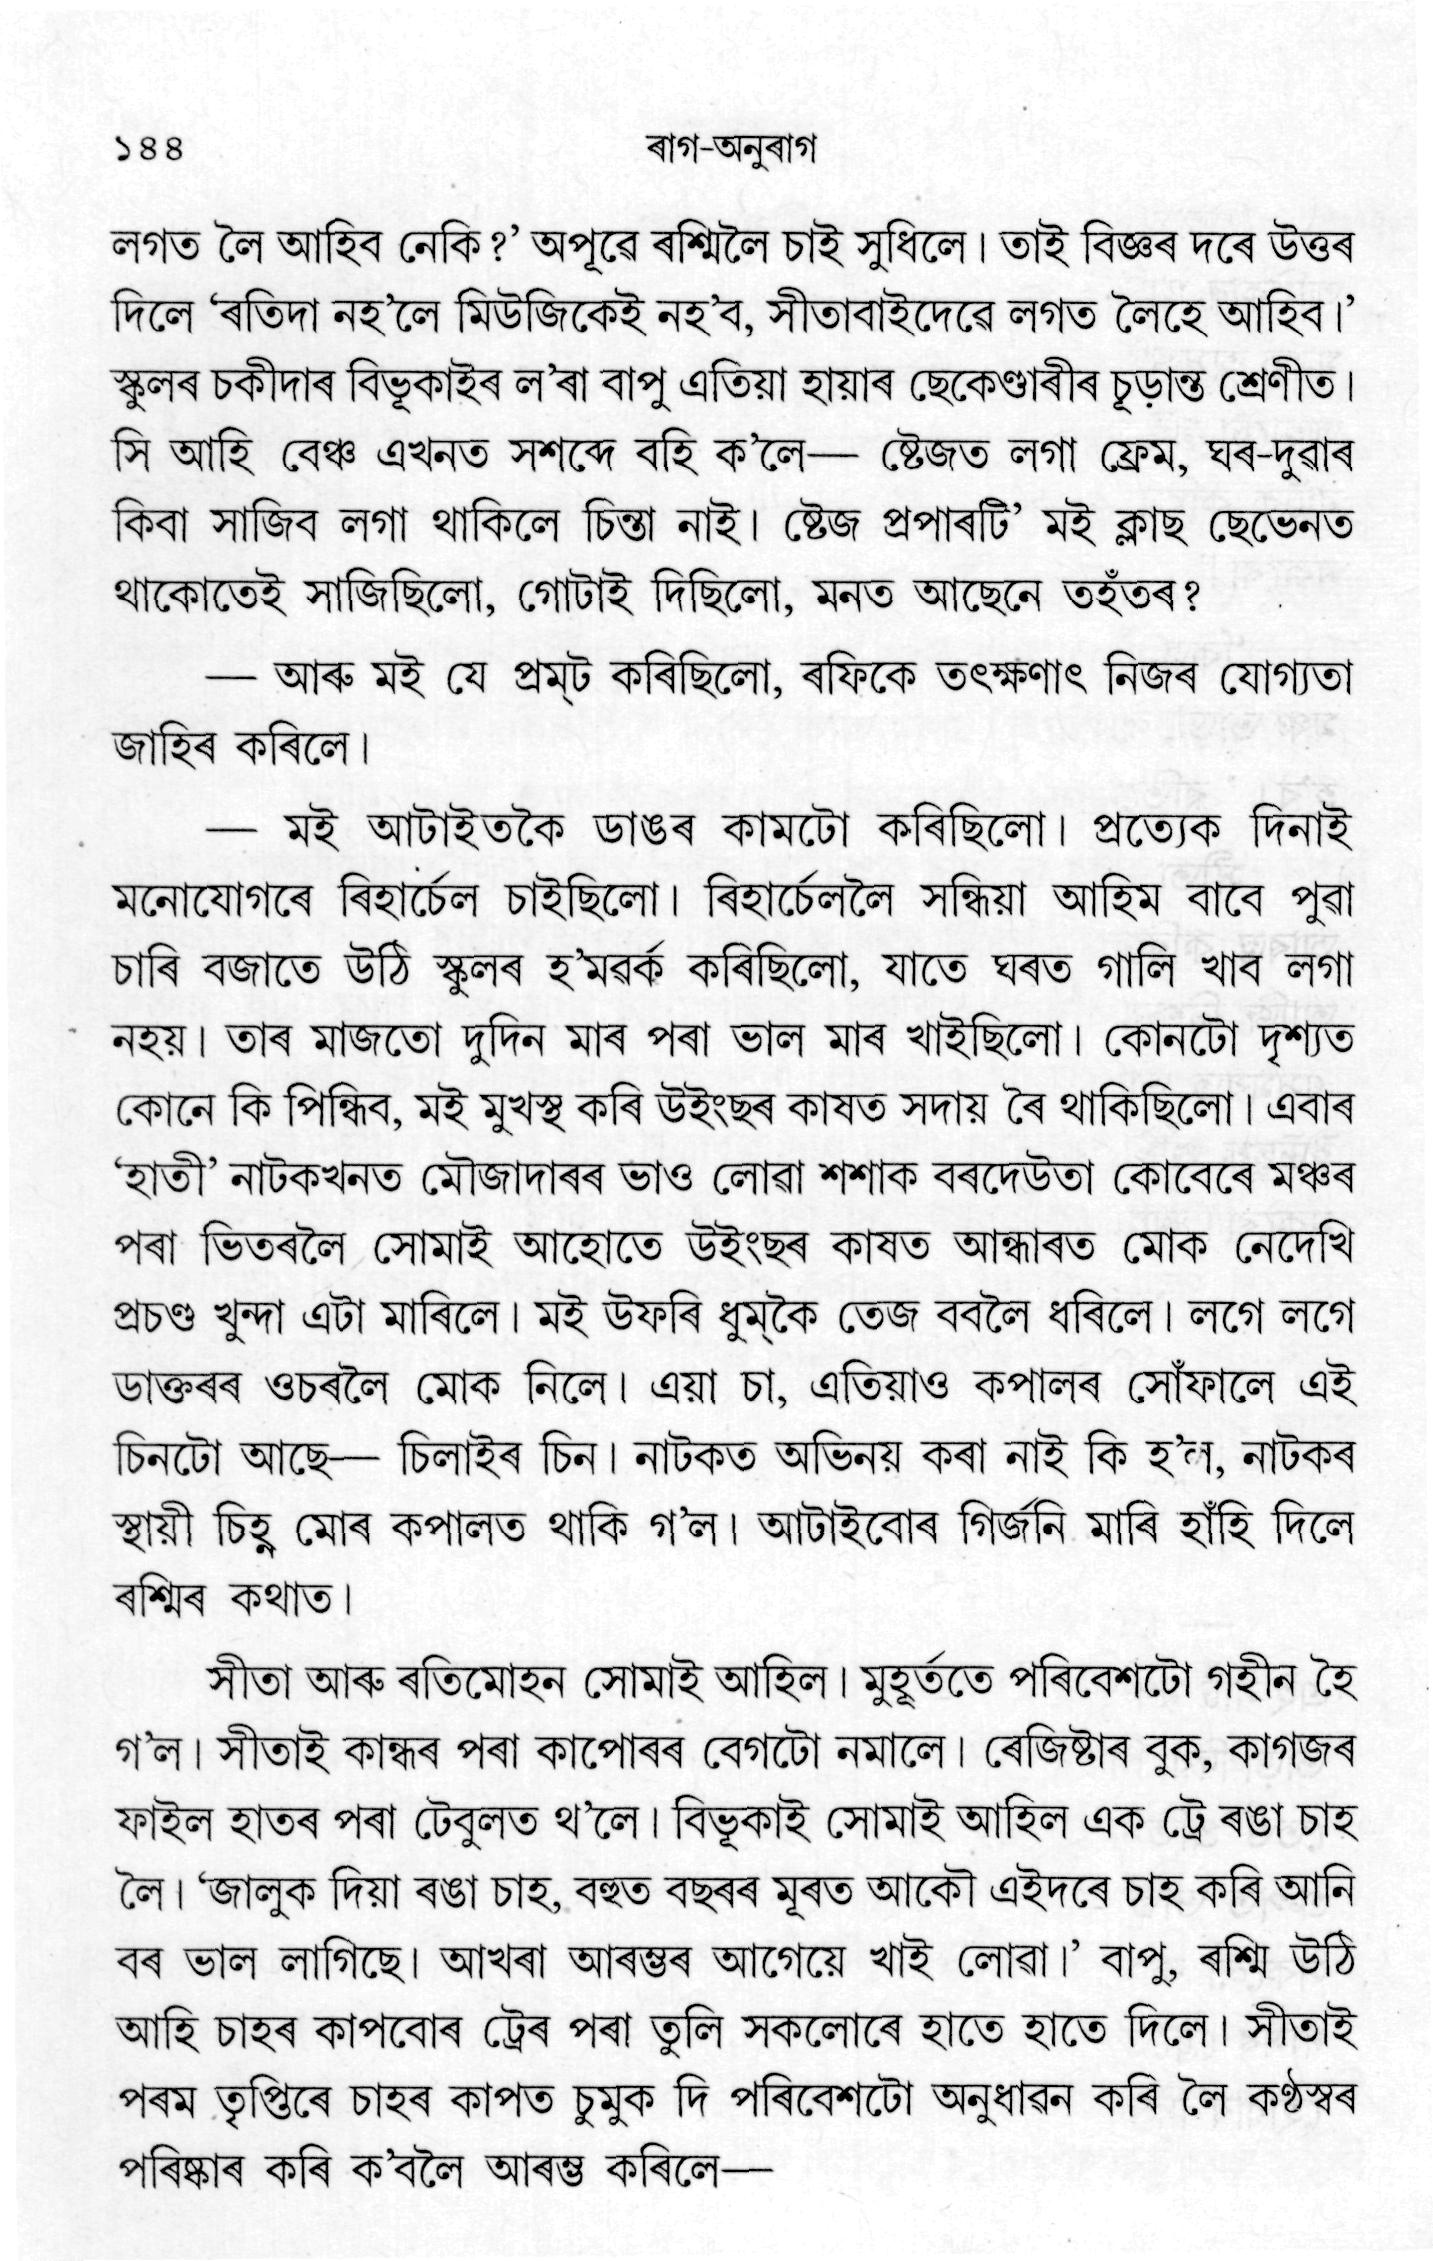 ১৪৪ ৰাগ-অনুৰাগ
লগত লৈ আহিব নেকি?’ অপূৰ্বে ৰশ্মিলৈ চাই সুধিলে। তাই বিজ্ঞৰ দৰে উত্তৰ
দিলে ‘ৰতিদা নহ’লে মিউজিকেই নহ’ব, সীতাবাইদেৱে লগত লৈহে আহিব।’
স্কুলৰ চকীদাৰ বিভূকাইৰ ল’ৰা বাপু এতিয়া হায়াৰ ছেকেণ্ডাৰীৰ চূড়ান্ত শ্ৰেণীত।
সি আহি বেঞ্চ এখনত সশব্দে বহি ক’লে— ষ্টেজত লগা ফ্ৰেম, ঘৰ-দুৱাৰ
কিবা সাজিব লগা থাকিলে চিন্তা নাই। ষ্টেজ প্ৰপাৰটি’ মই ক্লাছ ছেভেনত
থাকোতেই সাজিছিলো, গোটাই দিছিলো, মনত আছেনে তহঁতৰ?
— আৰু মই যে প্ৰম্‌ট কৰিছিলো, ৰফিকে তৎক্ষণাৎ নিজৰ যোগ্যতা
জাহিৰ কৰিলে।
— মই আটাইতকৈ ডাঙৰ কামটো কৰিছিলো। প্ৰত্যেক দিনাই
মনোযোগৰে ৰিহাৰ্চেল চাইছিলো। ৰিহাৰ্চেললৈ সন্ধিয়া আহিম বাবে পুৱা
চাৰি বজাতে উঠি স্কুলৰ হ’মৱৰ্ক কৰিছিলো, যাতে ঘৰত গালি খাব লগা
নহয়। তাৰ মাজতো দুদিন মাৰ পৰা ভাল মাৰ খাইছিলো। কোনটো দৃশ্যত
কোনে কি পিন্ধিব, মই মুখস্থ কৰি উইংছৰ কাষত সদায় ৰৈ থাকিছিলো। এবাৰ
‘হাতী’ নাটকখনত মৌজাদাৰৰ ভাও লোৱা শশাক বৰদেউতা কোবেৰে মঞ্চৰ
পৰা ভিতৰলৈ সোমাই আহোতে উইংছৰ কাষত আন্ধাৰত মোক নেদেখি
প্ৰচণ্ড খুন্দা এটা মাৰিলে। মই উফৰি ধুম্‌কৈ তেজ ববলৈ ধৰিলে। লগে লগে
ডাক্তৰৰ ওচৰলৈ মোক নিলে। এয়া চা, এতিয়াও কপালৰ সোঁফালে এই
চিনটো আছে— চিলাইৰ চিন। নাটকত অভিনয় কৰা নাই কি হ’ল, নাটকৰ
স্থায়ী চিহ্ন মোৰ কপালত থাকি গ’ল। আটাইবোৰ গিৰ্জনি মাৰি হাঁহি দিলে
ৰশ্মিৰ কথাত।
সীতা আৰু ৰতিমোহন সোমাই আহিল। মুহূৰ্ততে পৰিবেশটো গহীন হৈ
গ’ল। সীতাই কান্ধৰ পৰা কাপোৰৰ বেগটো নমালে। ৰেজিষ্টাৰ বুক, কাগজৰ
ফাইল হাতৰ পৰা টেবুলত থ’লে। বিভূকাই সোমাই আহিল এক ট্ৰে ৰঙা চাহ
লৈ। ‘জালুক দিয়া ৰঙা চাহ, বহুত বছৰৰ মূৰত আকৌ এইদৰে চাহ কৰি আনি
বৰ ভাল লাগিছে। আখৰা আৰম্ভৰ আগেয়ে খাই লোৱা।’ বাপু, ৰশ্মি উঠি
আহি চাহৰ কাপবোৰ ট্ৰেৰ পৰা তুলি সকলোৰে হাতে হাতে দিলে। সীতাই
পৰম তৃপ্তিৰে চাহৰ কাপত চুমুক দি পৰিবেশটো অনুধাৱন কৰি লৈ কণ্ঠস্বৰ
পৰিষ্কাৰ কৰি ক’বলৈ আৰম্ভ কৰিলে—